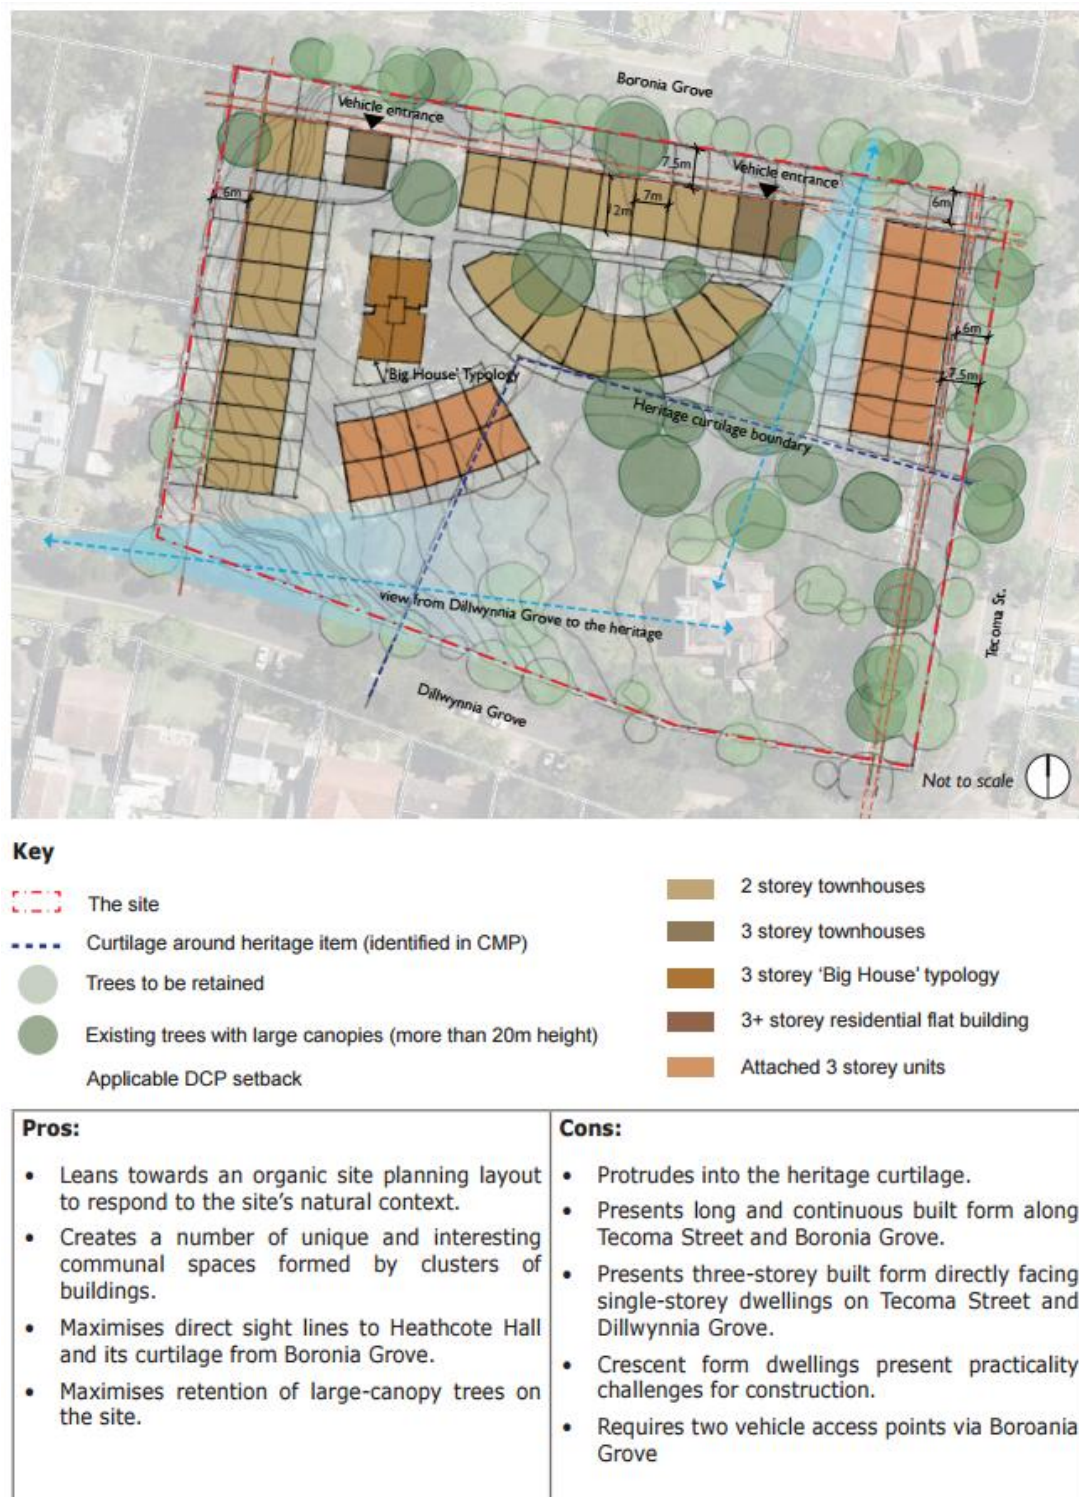 Boronia Grove
Vehicle entrance
7.5m
Vehicle entrance
6m
7m
12m
6m
6m
7.5m
'Big House' Typology
Heritage curtilage boundary
view from Dillwynnia Grove to the heritage
Tecoma St.
Dillwynnia Grove
Not to scale
Key
The site
Curtilage around heritage item (identified in CMP)
Trees to be retained
Existing trees with large canopies (more than 20m height)
Applicable DCP setback
2 storey townhouses
3 storey townhouses
3 storey 'Big House' typology
3+ storey residential flat building
Attached 3 storey units
Pros:
• Leans towards an organic site planning layout
to respond to the site's natural context.
• Creates a number of unique and interesting
communal spaces formed by clusters of
buildings.
• Maximises direct sight lines to Heathcote Hall
and its curtilage from Boronia Grove.
• Maximises retention of large-canopy trees on
the site.
Cons:
• Protrudes into the heritage curtilage.
• Presents long and continuous built form along
Tecoma Street and Boronia Grove.
• Presents three-storey built form directly facing
single-storey dwellings on Tecoma Street and
Dillwynnia Grove.
• Crescent form dwellings present practicality
challenges for construction.
• Requires two vehicle access points via Boroania
Grove